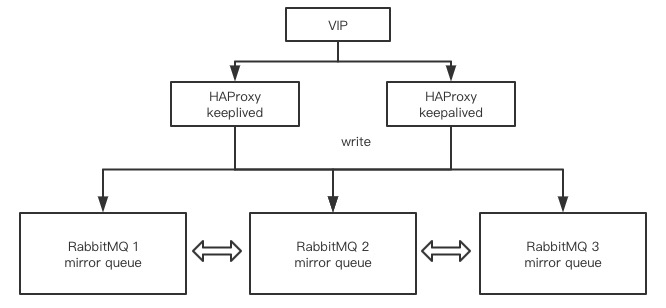 VIP
HAProxy
keeplived
HAProxy
keepalived
write
RabbitMQ 1
mirror queue
RabbitMQ 2
mirror queue
RabbitMQ 3
mirror queue